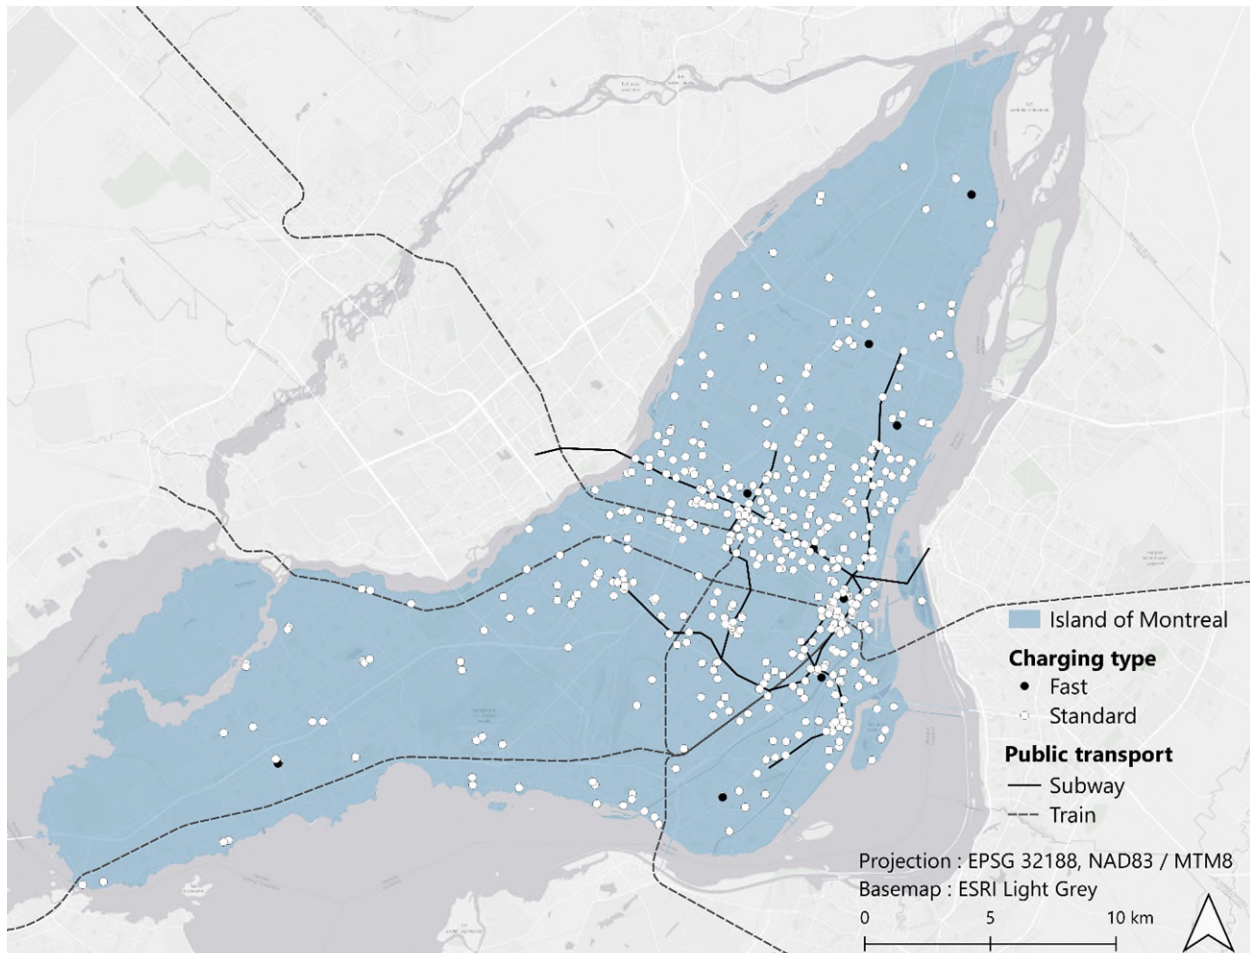 Island of Montreal
Charging type
Fast
Standard
Public transport
Subway
Train
Projection : EPSG 32188, NAD83 / MTM8
Basemap : ESRI Light Grey
0 5 10 km